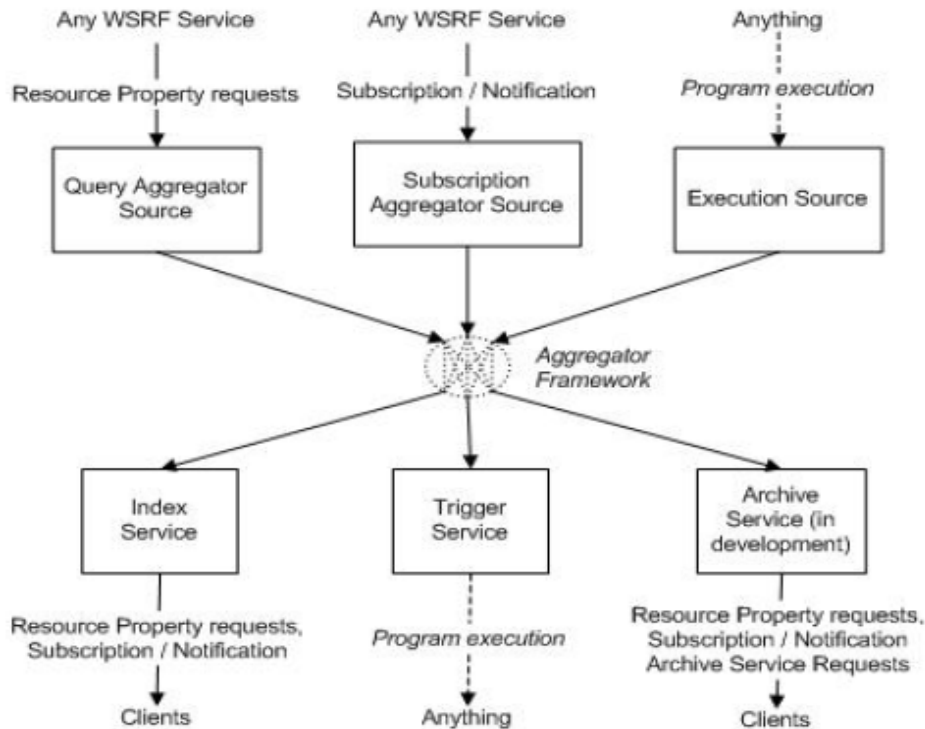 Any WSRF Service
Any WSRF Service
Anything
Resource Property requests
Subscription / Notification
Program execution
Query Aggregator
Source
Subscription
Aggregator Source
Execution Source
Aggregator
Framework
Index
Service
Trigger
Service
Archive
Service (in
development)
Resource Property requests,
Subscription / Notification
Program execution
Resource Property requests,
Subscription / Notification
Archive Service Requests
Clients
Anything
Clients